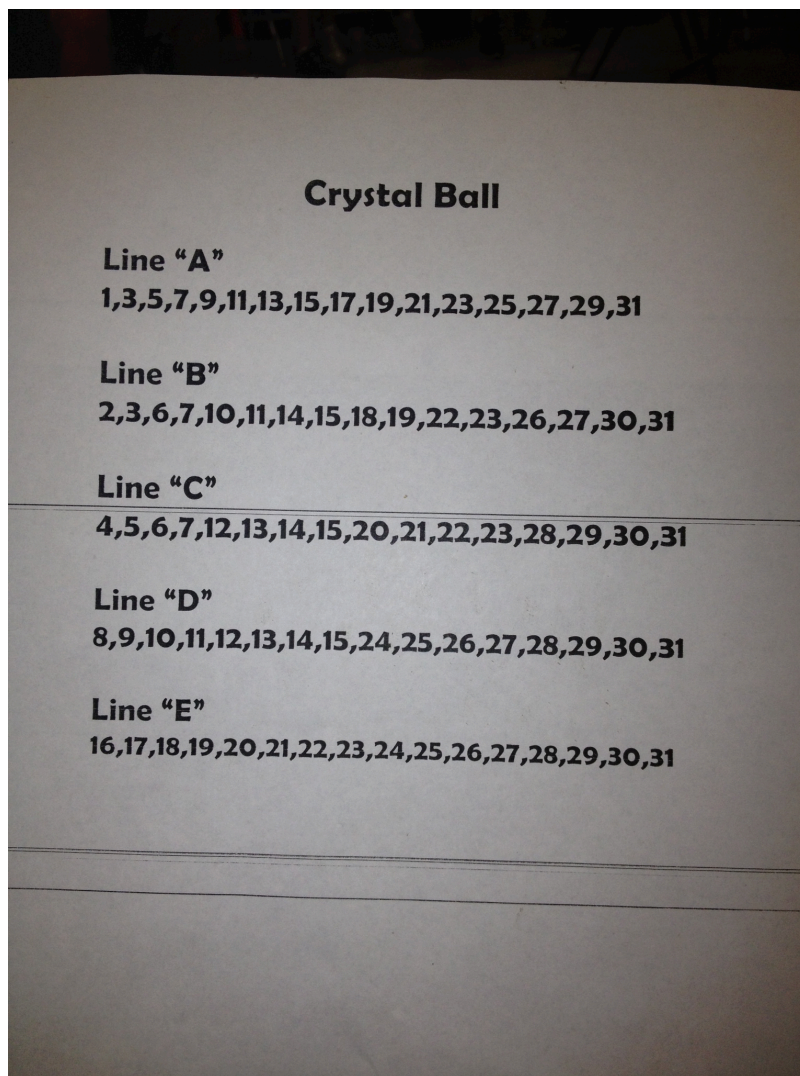 Crystal Ball
Line “A”
1,3,5,7,9,11,13,15,17,19,21,23,25,27,29,31
Line “B”
2,3,6,7,10,11,14,15,18,19,22,23,26,27,30,31
Line “C”
4,5,6,7,12,13,14,15,20,21,22,23,28,29,30,31
Line “D”
8,9,10,11,12,13,14,15,24,25,26,27,28,29,30,31
Line “E”
16,17,18,19,20,21,22,23,24,25,26,27,28,29,30,31